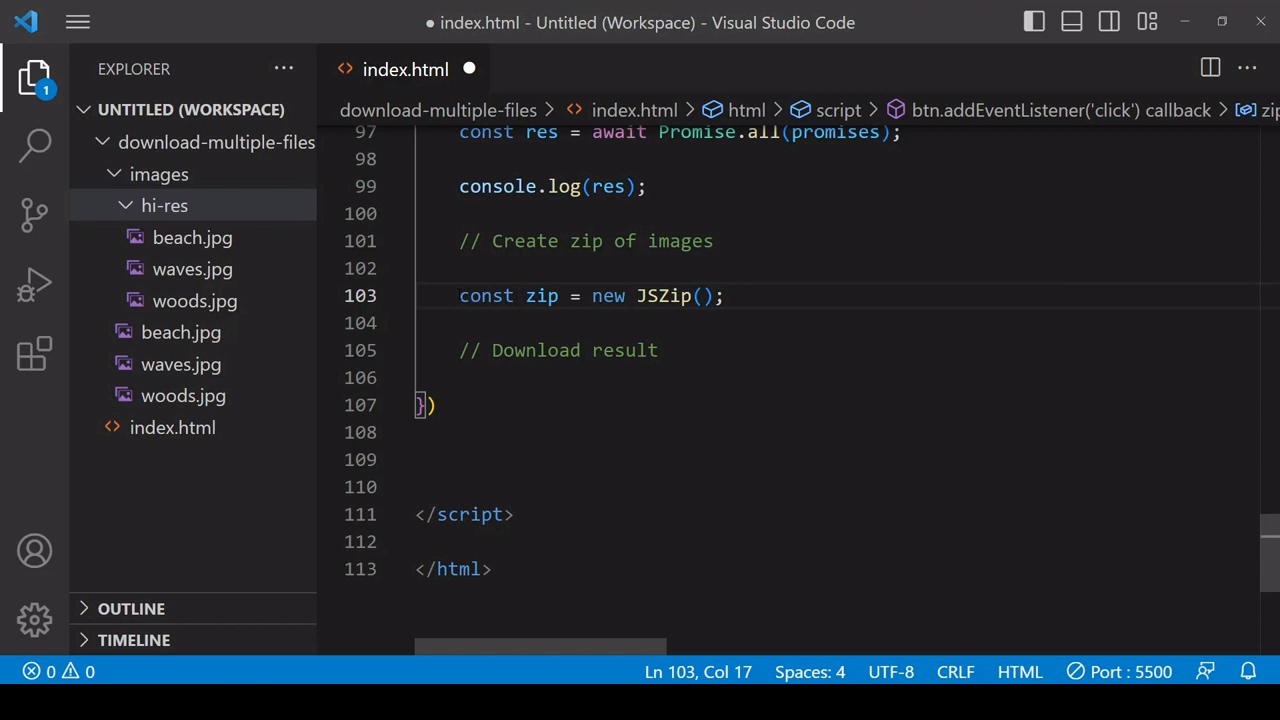 ● index.html - Untitled (Workspace) - Visual Studio Code
EXPLORER
index.html
1
UNTITLED (WORKSPACE)
download-multiple-files > index.html > html > script > btn.addEventListener('click') callback > zip
download-multiple-files
images
hi-res
beach.jpg
waves.jpg
woods.jpg
beach.jpg
waves.jpg
woods.jpg
index.html
OUTLINE
TIMELINE
97 const res = await Promise.all(promises);
98
99 console.log(res);
100
101 // Create zip of images
102
103 const zip = new JSZip();
104
105 // Download result
106
107 })
108
109
110
111 </script>
112
113 </html>
0 0
Ln 103, Col 17 Spaces: 4 UTF-8 CRLF HTML Port : 5500